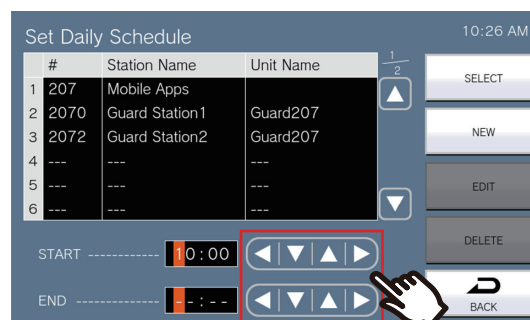 Set Daily Schedule 10:26 AM
# Station Name Unit Name 1/2
1 207 Mobile Apps
2 2070 Guard Station1 Guard207
3 2072 Guard Station2 Guard207
4 --- --- ---
5 --- --- ---
6 --- --- ---
START ------------ 10:00
END ------------- --:--
SELECT
NEW
EDIT
DELETE
BACK